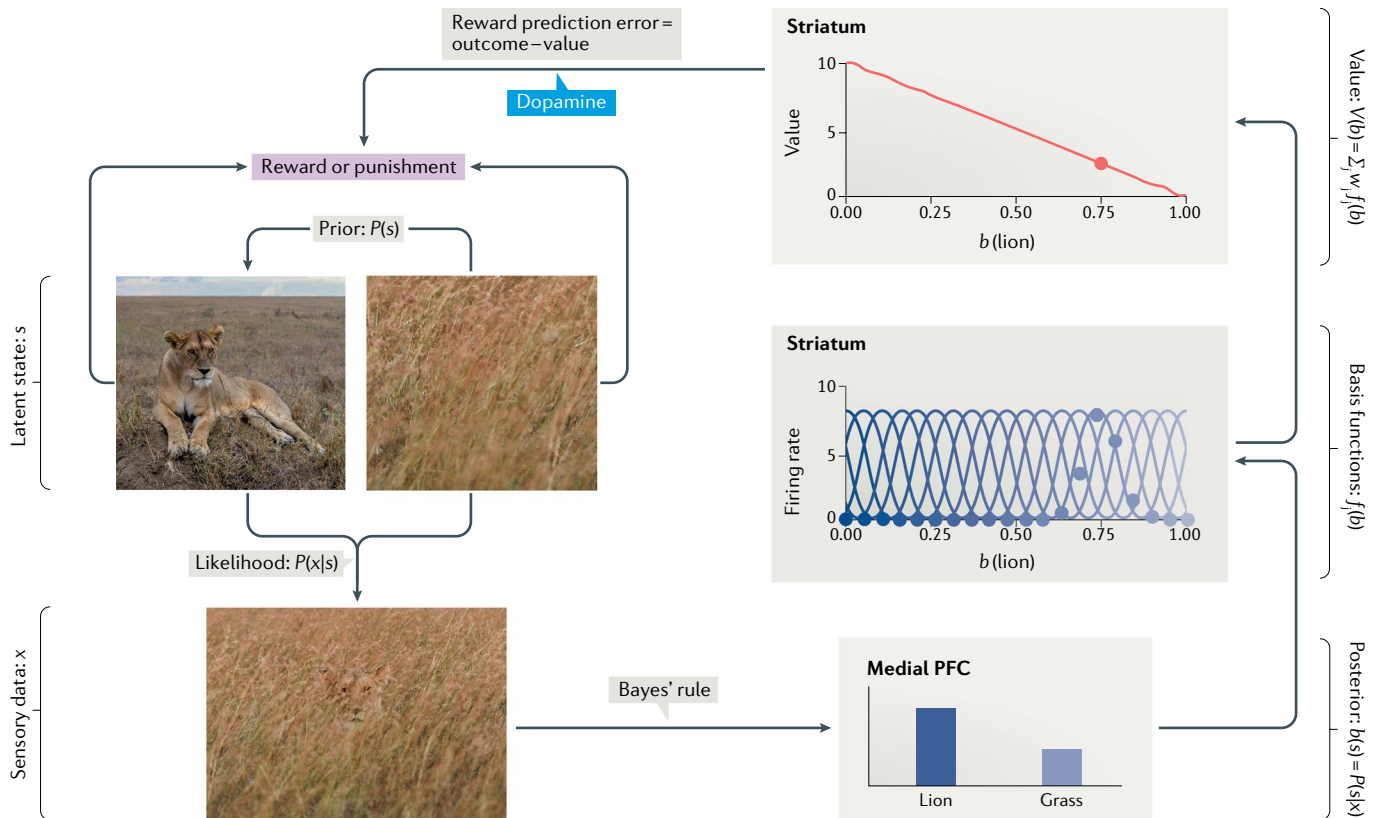 Reward prediction error =
outcome–value
Dopamine
Reward or punishment
Prior: P(s)
Latent state: s
Likelihood: P(x|s)
Sensory data: x
Bayes’ rule
Striatum
Value
10
5
0
0.00 0.25 0.50 0.75 1.00
b (lion)
Value: V(b) = ∑j wj fj(b)
Striatum
Firing rate
10
5
0
0.00 0.25 0.50 0.75 1.00
b (lion)
Basis functions: fj(b)
Medial PFC
Lion Grass
Posterior: b(s) = P(s|x)